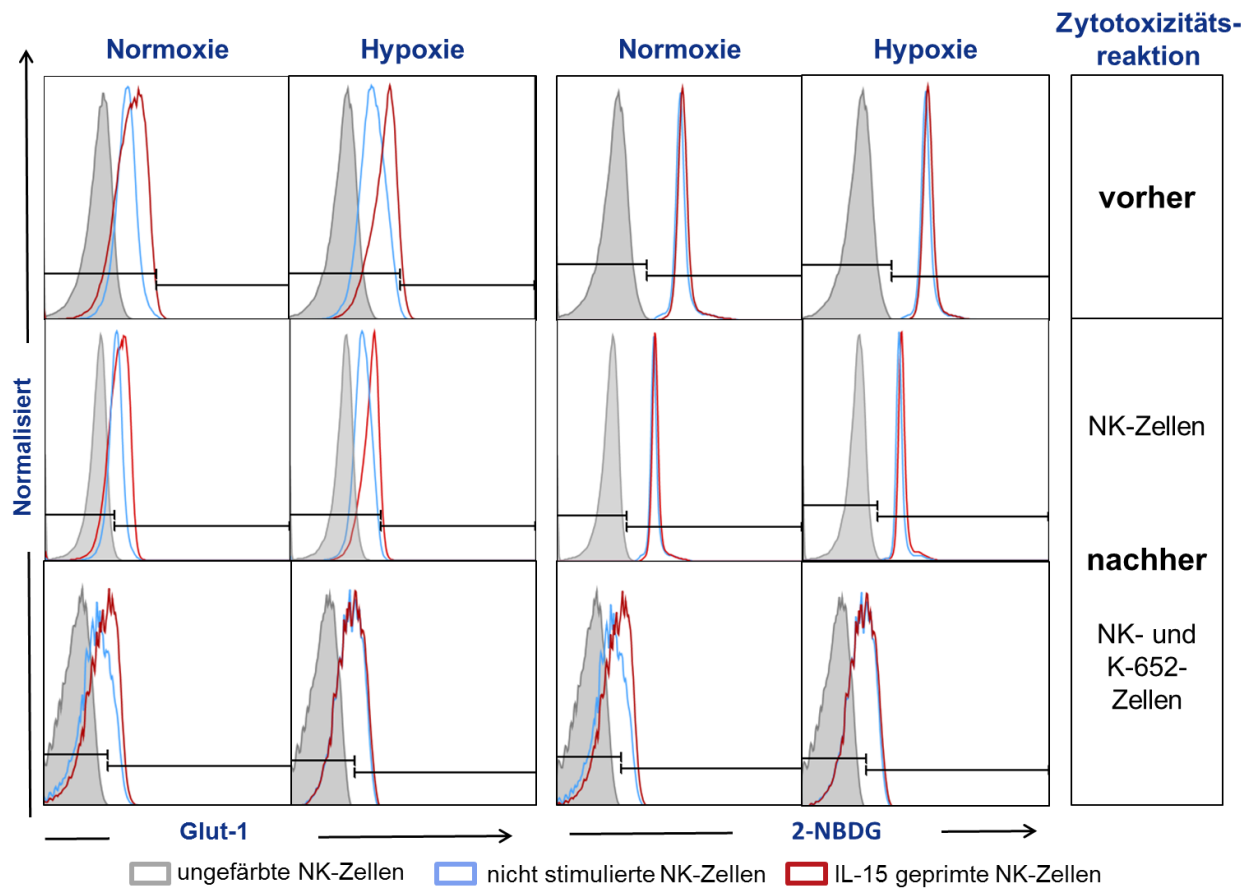 Zytotoxizitäts-
reaktion
Normoxie
Hypoxie
Normoxie
Hypoxie
vorher
NK-Zellen
nachher
NK- und
K-652-
Zellen
Normalisiert
Glut-1
2-NBDG
ungefärbte NK-Zellen
nicht stimulierte NK-Zellen
IL-15 geprimte NK-Zellen